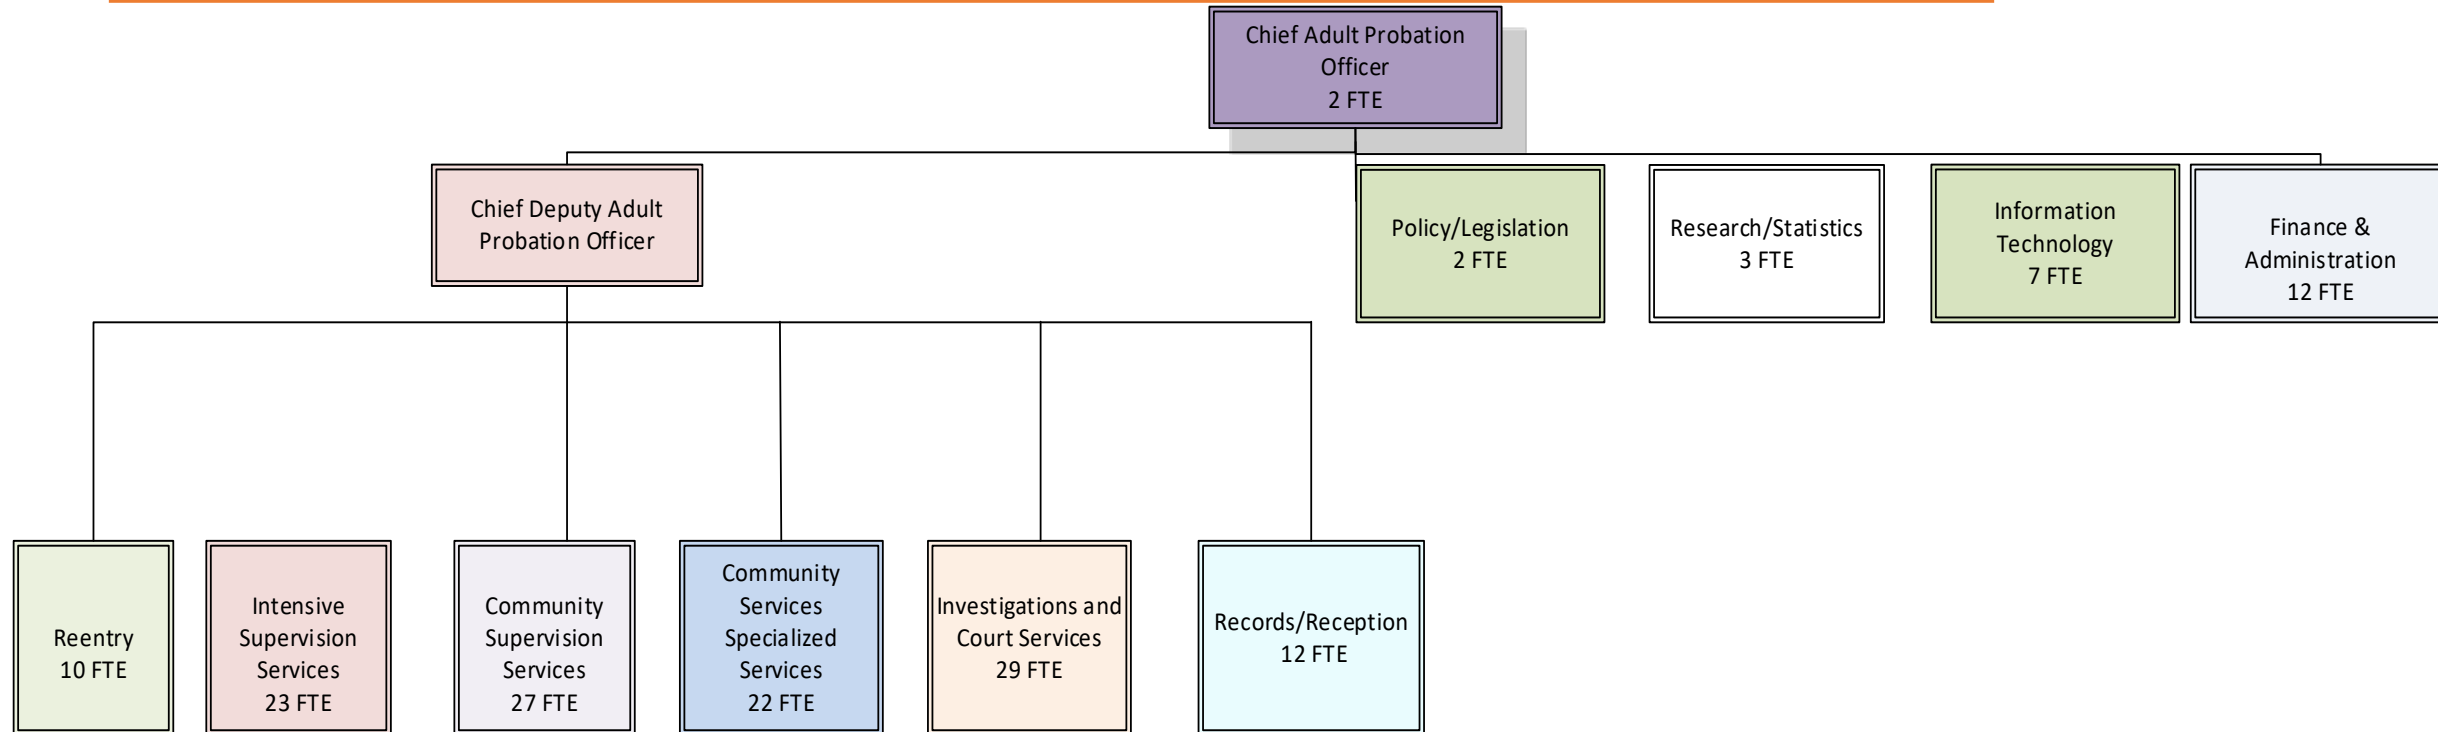 Chief Adult Probation
Officer
2 FTE
Chief Deputy Adult
Probation Officer
Policy/Legislation
2 FTE
Research/Statistics
3 FTE
Information
Technology
7 FTE
Finance &
Administration
12 FTE
Reentry
10 FTE
Intensive
Supervision
Services
23 FTE
Community
Supervision
Services
27 FTE
Community
Services
Specialized
Services
22 FTE
Investigations and
Court Services
29 FTE
Records/Reception
12 FTE